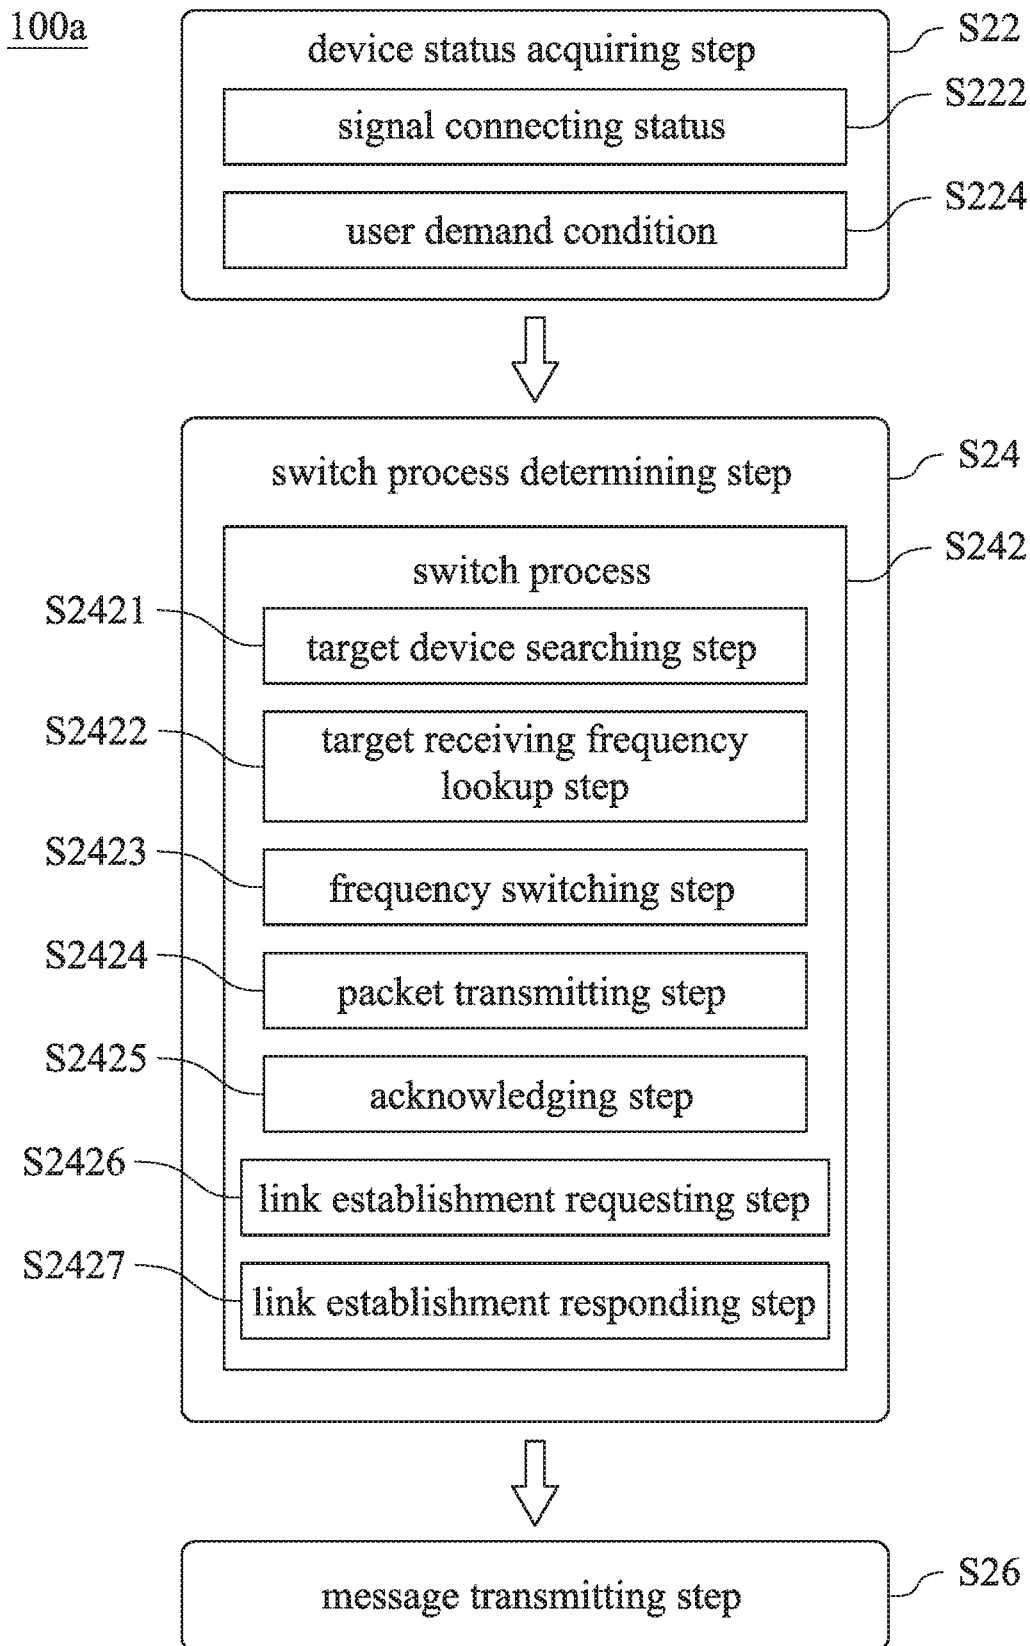 100a
device status acquiring step
S22
signal connecting status
S222
user demand condition
S224
switch process determining step
S24
switch process
S242
S2421
target device searching step
S2422
target receiving frequency
lookup step
S2423
frequency switching step
S2424
packet transmitting step
S2425
acknowledging step
S2426
link establishment requesting step
S2427
link establishment responding step
message transmitting step
S26